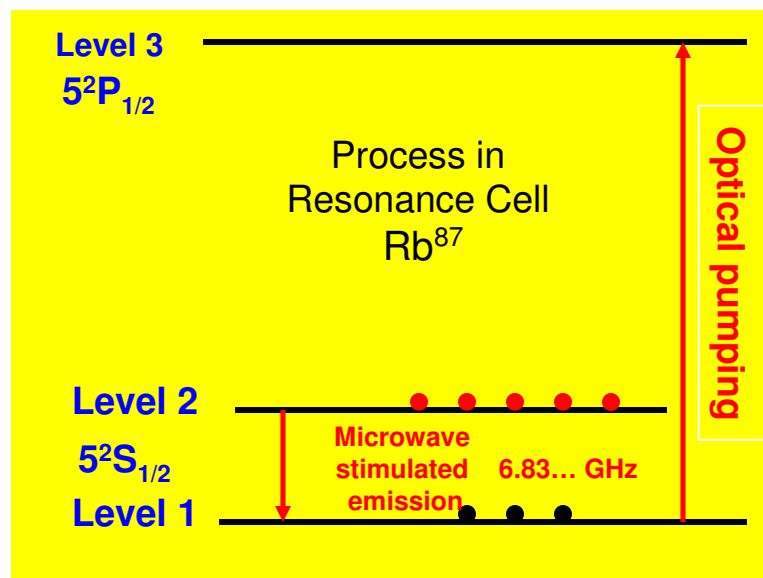 Level 3
5²P₁/₂
Process in
Resonance Cell
Rb⁸⁷
Optical pumping
Level 2
Microwave
stimulated 6.83... GHz
emission
5²S₁/₂
Level 1